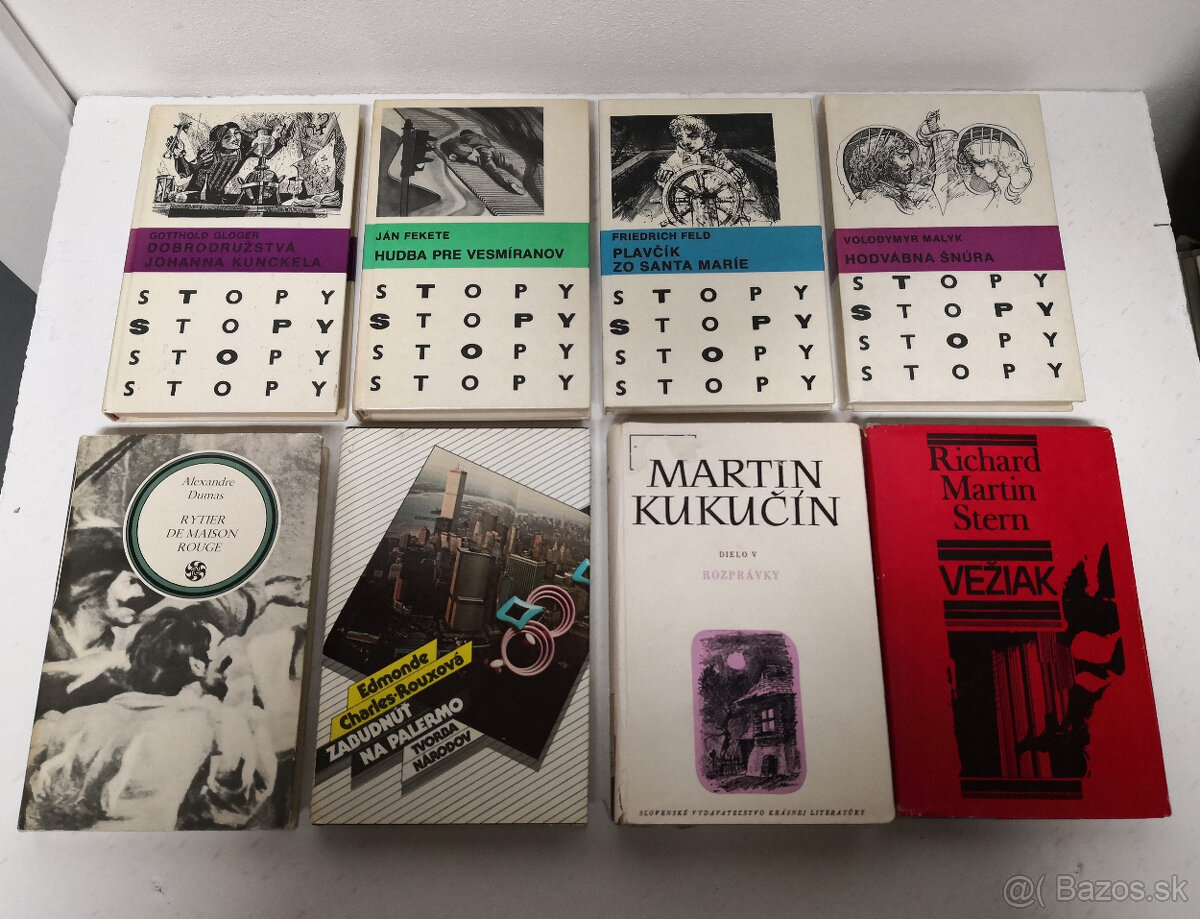 GOTTHOLD GLOGER
DOBRODRUŽSTVÁ
JOHANNA KUNCKELA
STOPY
STOPY
STOPY
STOPY
JÁN FEKETE
HUDBA PRE VESMÍRANOV
STOPY
STOPY
STOPY
STOPY
FRIEDRICH FELD
PLAVČÍK
ZO SANTA MARÍE
STOPY
STOPY
STOPY
STOPY
VOLODYMYR MALYK
HODVÁBNA ŠNÚRA
STOPY
STOPY
STOPY
STOPY
Alexandre
Dumas
RYTIER
DE MAISON
ROUGE
Edmonde
Charles-Rouxová
ZABUDNÚŤ
NA PALERMO
TVORBA
NÁRODOV
MARTIN
KUKUČÍN
DIELO V
ROZPRÁVKY
SLOVENSKÉ VYDAVATEĽSTVO KRÁSNEJ LITERATÚRY
Richard
Martin
Stern
VEŽIAK
@( Bazos.sk